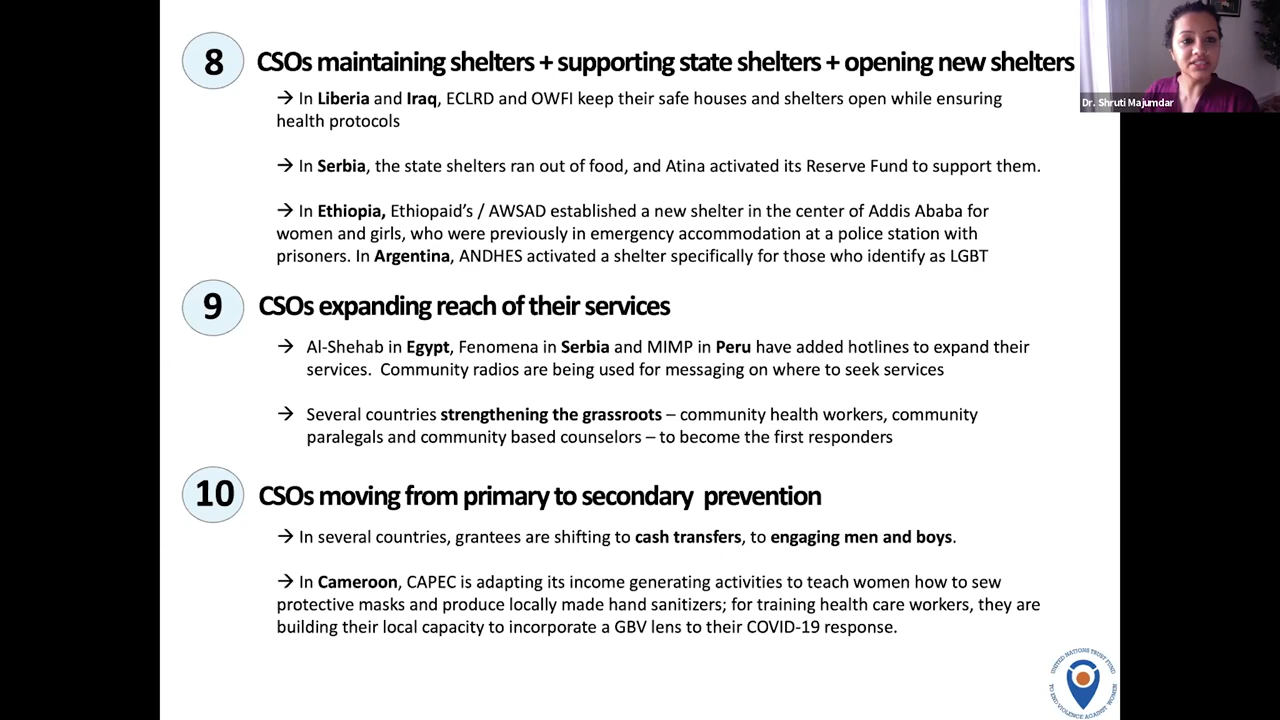 8
CSOs maintaining shelters + supporting state shelters + opening new shelters
→ In Liberia and Iraq, ECLRD and OWFI keep their safe houses and shelters open while ensuring
health protocols
→ In Serbia, the state shelters ran out of food, and Atina activated its Reserve Fund to support them.
→ In Ethiopia, Ethiopaid’s / AWSAD established a new shelter in the center of Addis Ababa for
women and girls, who were previously in emergency accommodation at a police station with
prisoners. In Argentina, ANDHES activated a shelter specifically for those who identify as LGBT
9
CSOs expanding reach of their services
→ Al-Shehab in Egypt, Fenomena in Serbia and MIMP in Peru have added hotlines to expand their
services. Community radios are being used for messaging on where to seek services
→ Several countries strengthening the grassroots – community health workers, community
paralegals and community based counselors – to become the first responders
10
CSOs moving from primary to secondary prevention
→ In several countries, grantees are shifting to cash transfers, to engaging men and boys.
→ In Cameroon, CAPEC is adapting its income generating activities to teach women how to sew
protective masks and produce locally made hand sanitizers; for training health care workers, they are
building their local capacity to incorporate a GBV lens to their COVID-19 response.
Dr. Shruti Majumdar
UNITED NATIONS TRUST FUND
TO END VIOLENCE AGAINST WOMEN